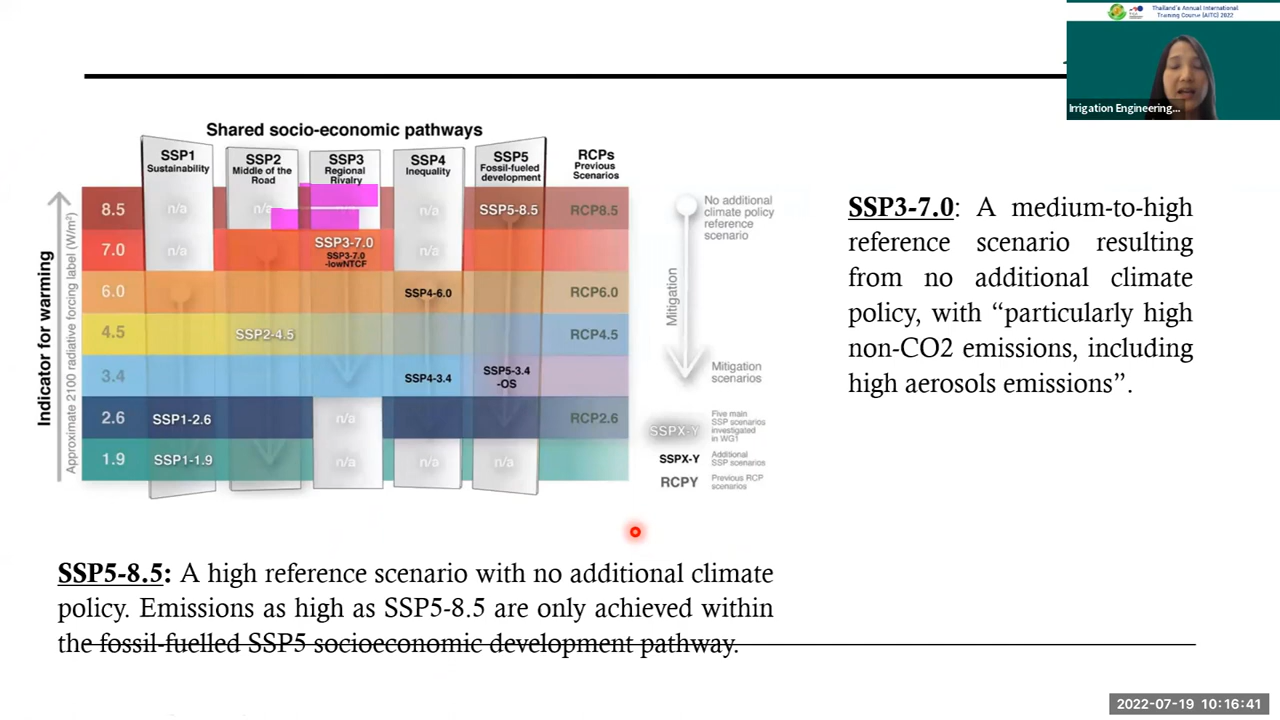 Thailand's Annual International
Training Course (AITC) 2022
Irrigation Engineering...
Shared socio-economic pathways
SSP1
Sustainability
SSP2
Middle of the
Road
SSP3
Regional
Rivalry
SSP4
Inequality
SSP5
Fossil-fueled
development
RCPs
Previous
Scenarios
Indicator for warming
Approximate 2100 radiative forcing label (W/m²)
8.5 n/a n/a n/a SSP5-8.5 RCP8.5
7.0 n/a SSP3-7.0 n/a
SSP3-7.0
-lowNTCF
6.0 SSP4-6.0 RCP6.0
4.5 SSP2-4.5 RCP4.5
3.4 SSP4-3.4 SSP5-3.4
-OS
2.6 SSP1-2.6 n/a RCP2.6
1.9 SSP1-1.9 n/a n/a n/a
No additional
climate policy
reference
scenario
Mitigation
Mitigation
scenarios
SSPX-Y
Five main
SSP scenarios
investigated
in WG1
SSPX-Y
Additional
SSP scenarios
RCPY
Previous RCP
scenarios
SSP3-7.0: A medium-to-high
reference scenario resulting
from no additional climate
policy, with “particularly high
non-CO2 emissions, including
high aerosols emissions”.
SSP5-8.5: A high reference scenario with no additional climate
policy. Emissions as high as SSP5-8.5 are only achieved within
the fossil-fuelled SSP5 socioeconomic development pathway.
2022-07-19 10:16:41